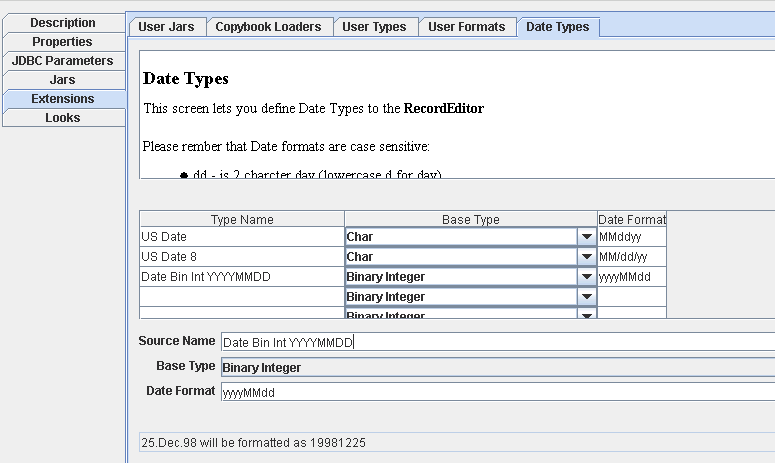 Description
Properties
JDBC Parameters
Jars
Extensions
Looks
User Jars Copybook Loaders User Types User Formats Date Types
Date Types
This screen lets you define Date Types to the RecordEditor
Please rember that Date formats are case sensitive:
dd - is 2 charcter day (lowercase d for day)
Type Name Base Type Date Format
US Date Char MMddyy
US Date 8 Char MM/dd/yy
Date Bin Int YYYYMMDD Binary Integer yyyyMMdd
Binary Integer
Binary Integer
Source Name Date Bin Int YYYYMMDD
Base Type Binary Integer
Date Format yyyyMMdd
25.Dec.98 will be formatted as 19981225